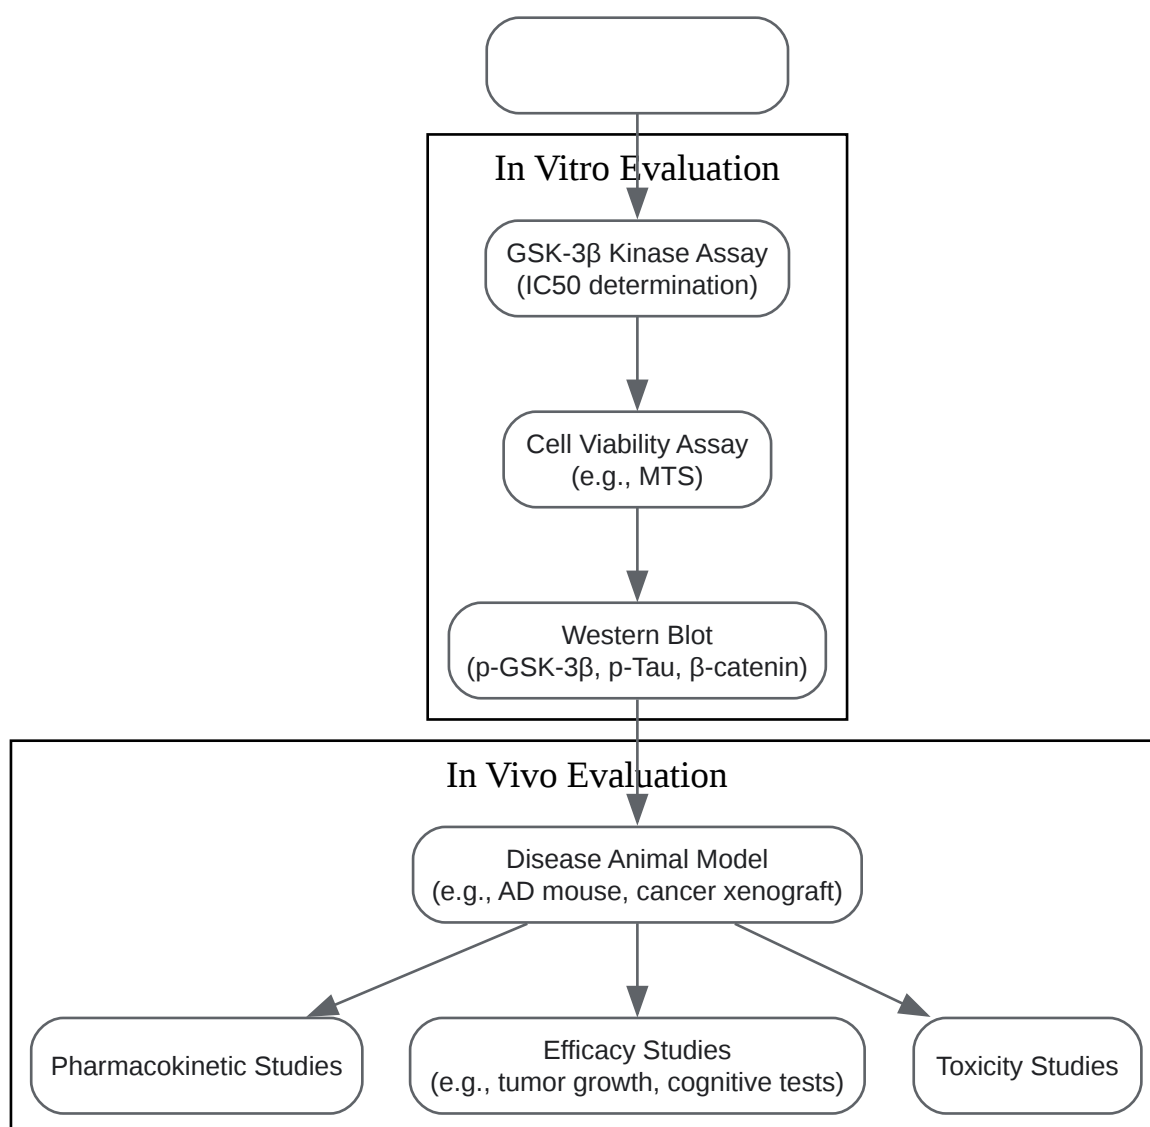 In Vitro Evaluation
GSK-3β Kinase Assay
(IC50 determination)
Cell Viability Assay
(e.g., MTS)
Western Blot
(p-GSK-3β, p-Tau, β-catenin)
In Vivo Evaluation
Disease Animal Model
(e.g., AD mouse, cancer xenograft)
Pharmacokinetic Studies
Efficacy Studies
(e.g., tumor growth, cognitive tests)
Toxicity Studies